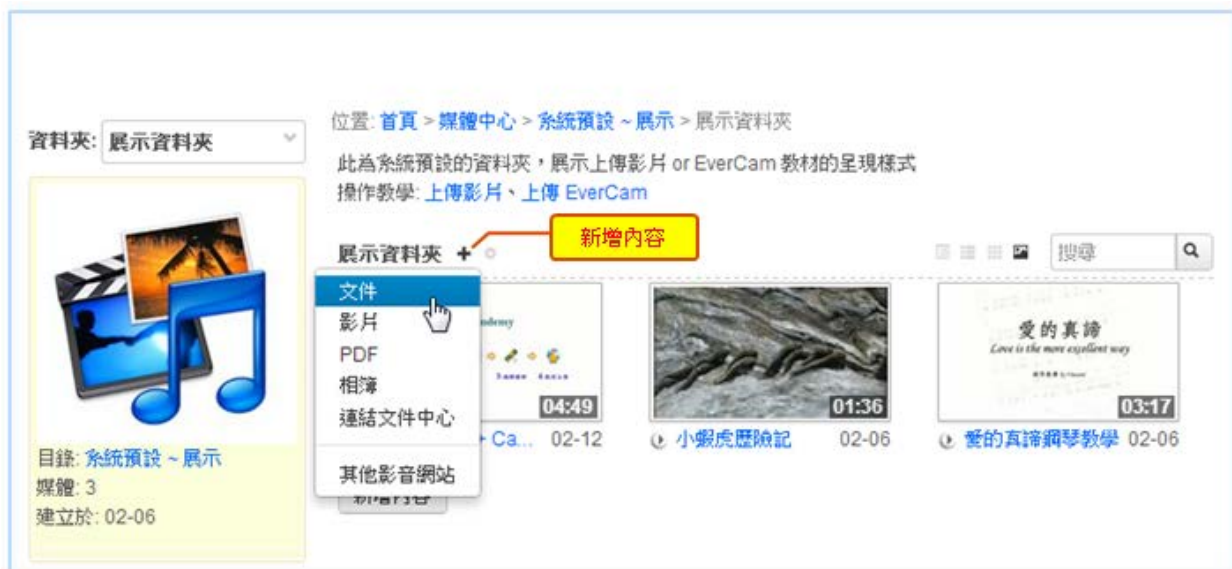 位置: 首頁 > 媒體中心 > 系統預設 ~ 展示 > 展示資料夾
資料夾: 展示資料夾
此為系統預設的資料夾，展示上傳影片 or EverCam 教材的呈現樣式
操作教學: 上傳影片、上傳 EverCam
新增內容
展示資料夾
搜尋
文件
影片
PDF
相簿
連結文件中心
其他影音網站
04:49
Ca... 02-12
01:36
小蝦虎歷險記 02-06
愛的真諦
Love is the more excellent way
03:17
愛的真諦鋼琴教學 02-06
新增內容
目錄: 系統預設 ~ 展示
媒體: 3
建立於: 02-06